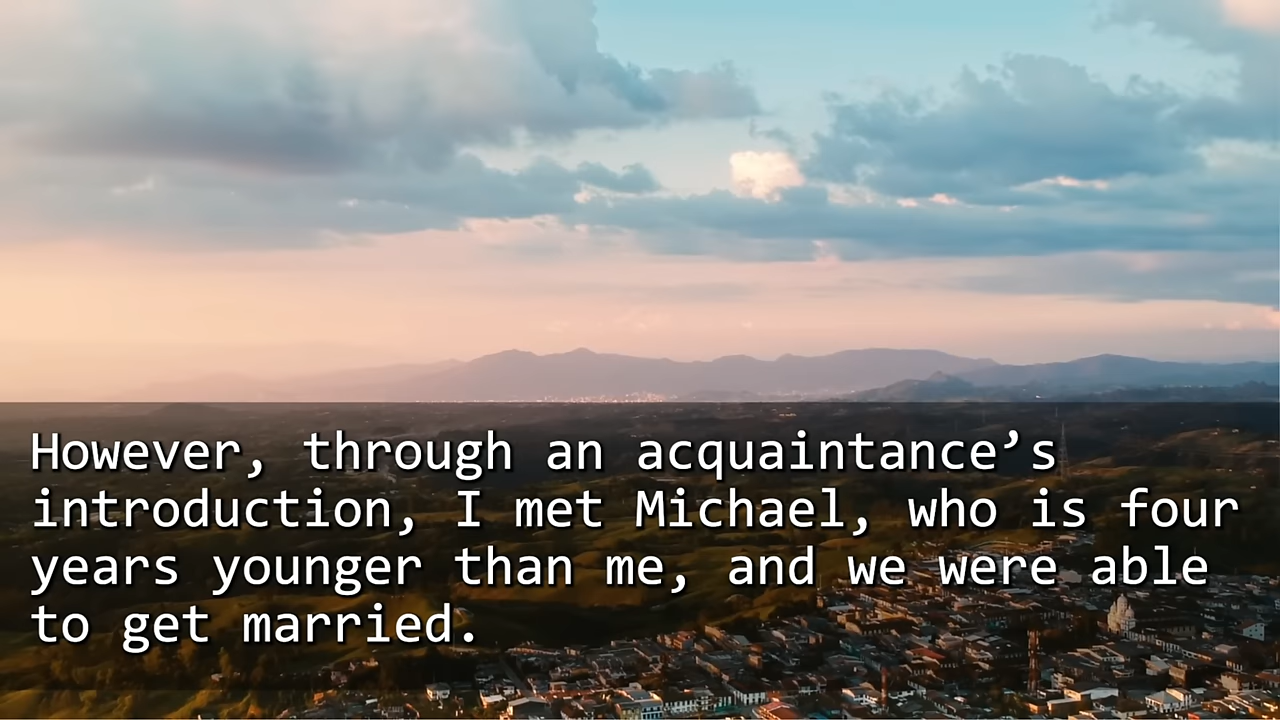 However, through an acquaintance’s
introduction, I met Michael, who is four
years younger than me, and we were able
to get married.